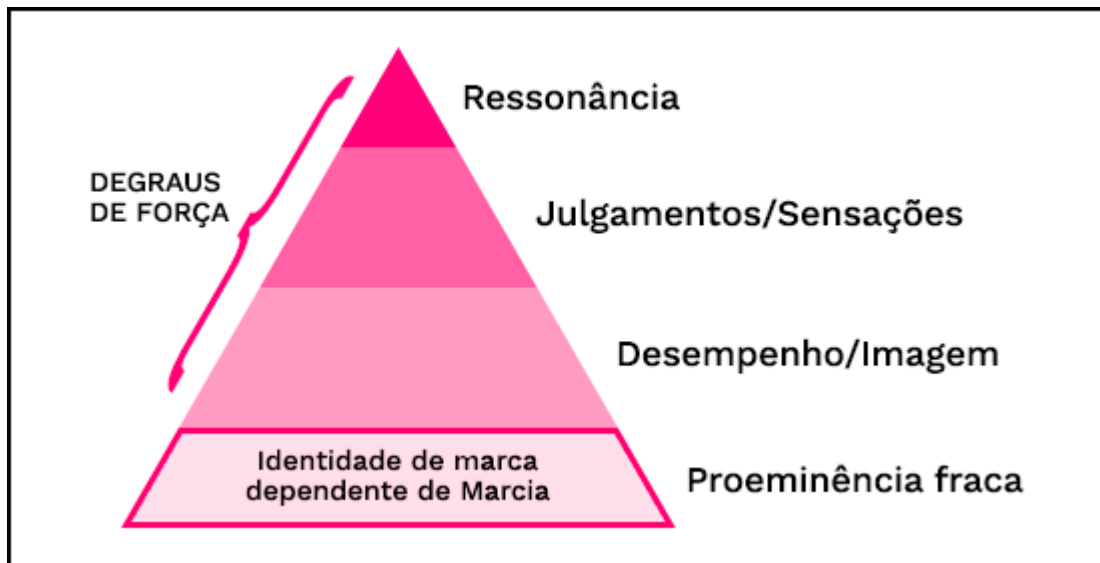 Ressonância
DEGRAUS
DE FORÇA
Julgamentos/Sensações
Desempenho/Imagem
Identidade de marca
dependente de Marcia
Proeminência fraca